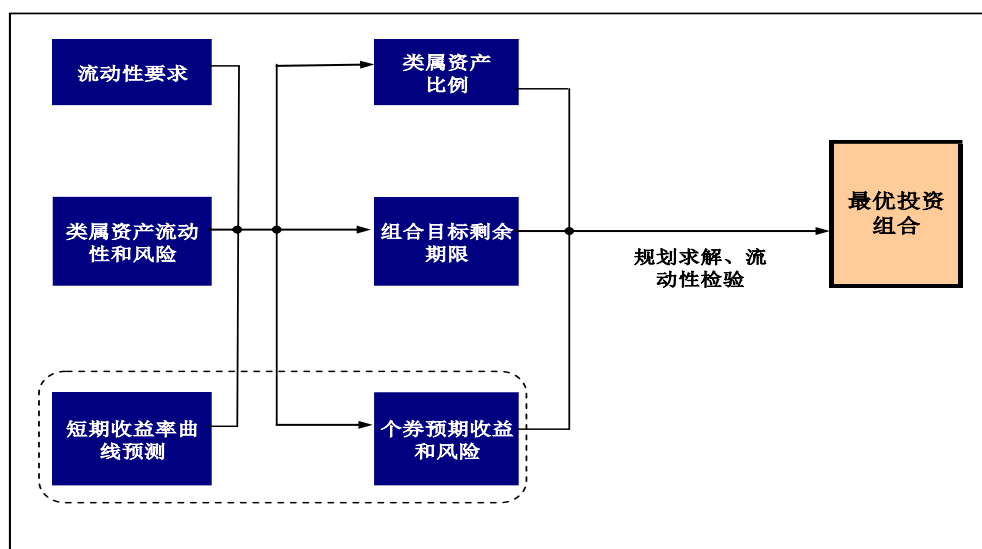 流动性要求
类属资产
比例
类属资产流动
性和风险
组合目标剩余
期限
最优投资
组合
规划求解、流
动性检验
短期收益率曲
线预测
个券预期收益
和风险